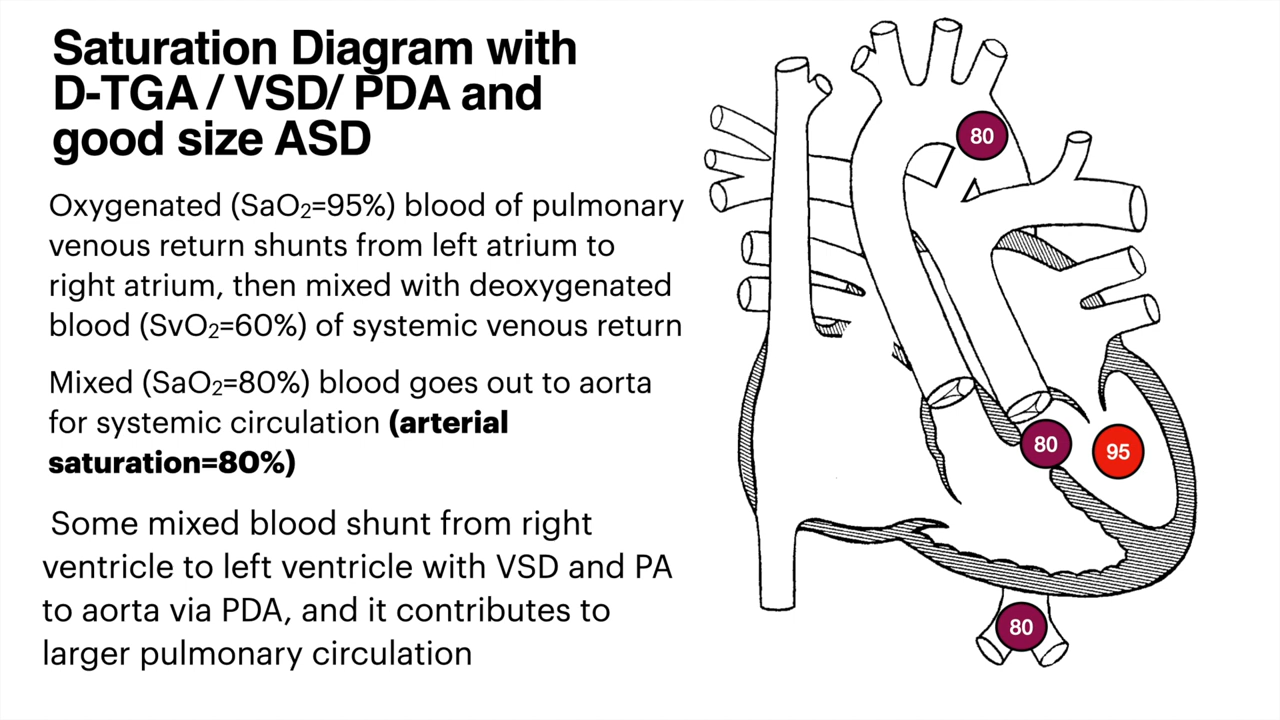 Saturation Diagram with
D-TGA / VSD/ PDA and
good size ASD
Oxygenated (SaO2=95%) blood of pulmonary
venous return shunts from left atrium to
right atrium, then mixed with deoxygenated
blood (SvO2=60%) of systemic venous return
Mixed (SaO2=80%) blood goes out to aorta
for systemic circulation (arterial
saturation=80%)
Some mixed blood shunt from right
ventricle to left ventricle with VSD and PA
to aorta via PDA, and it contributes to
larger pulmonary circulation
80
80
95
80